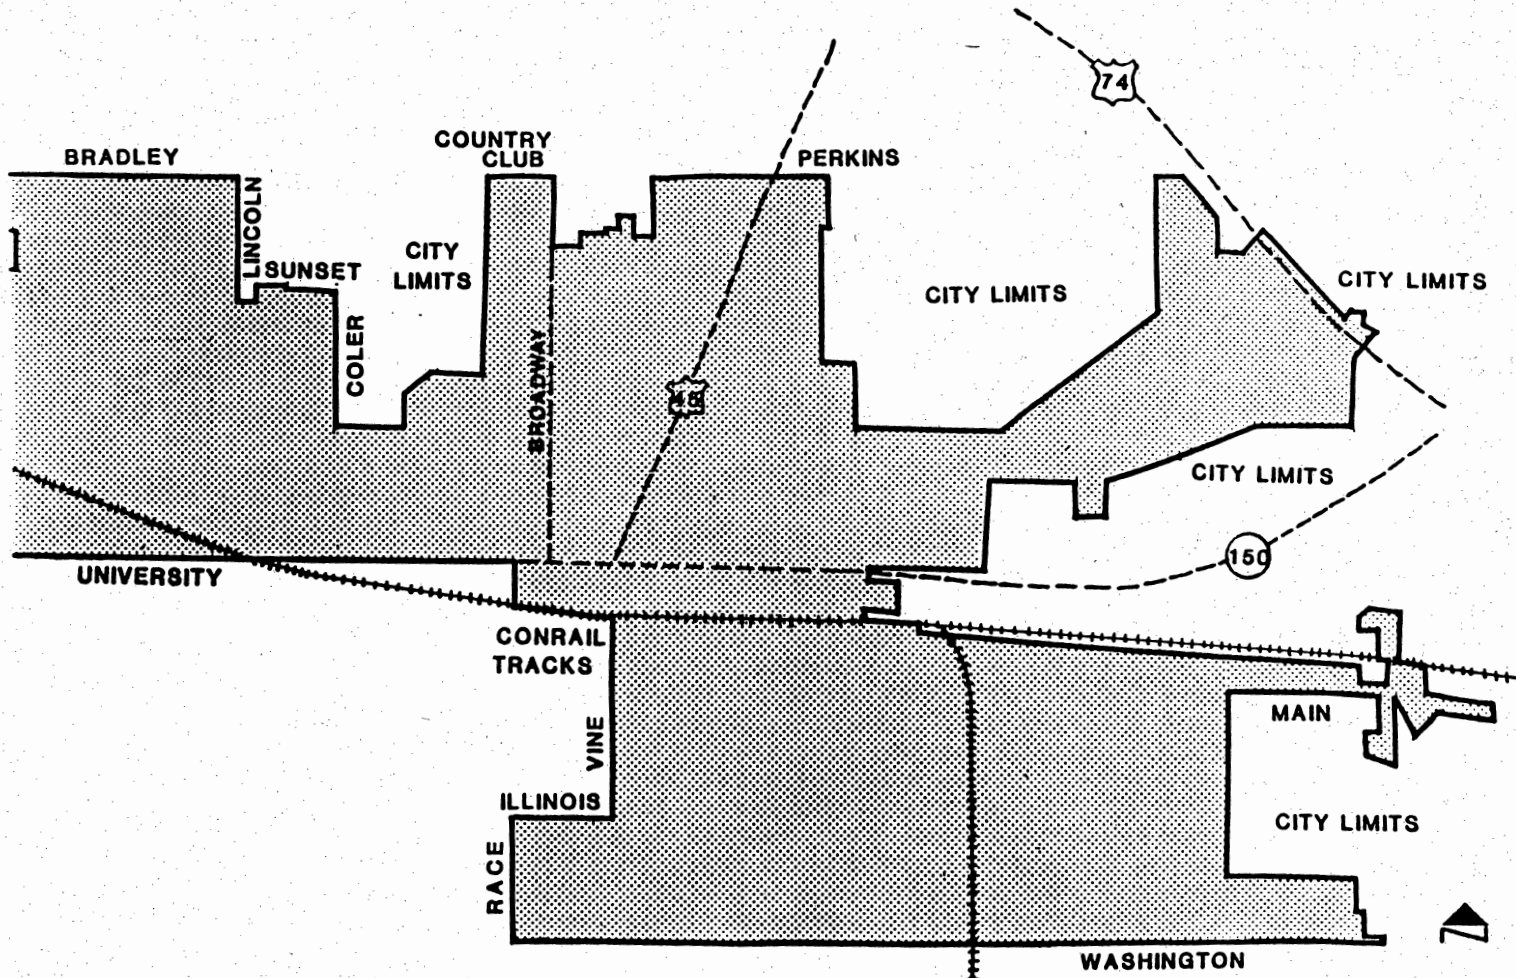 74
COUNTRY
CLUB
BRADLEY
PERKINS
LINCOLN
SUNSET
CITY
LIMITS
CITY LIMITS
CITY LIMITS
COLER
BROADWAY
CITY LIMITS
150
UNIVERSITY
CONRAIL
TRACKS
MAIN
VINE
ILLINOIS
CITY LIMITS
RACE
WASHINGTON